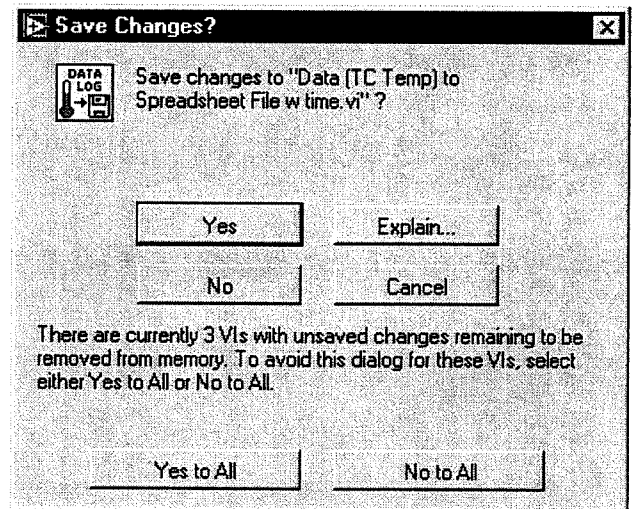 Save Changes?
DATA
LOG
Save changes to "Data (TC Temp) to
Spreadsheet File w time.vi" ?
Yes
Explain...
No
Cancel
There are currently 3 VIs with unsaved changes remaining to be
removed from memory. To avoid this dialog for these VIs, select
either Yes to All or No to All.
Yes to All
No to All